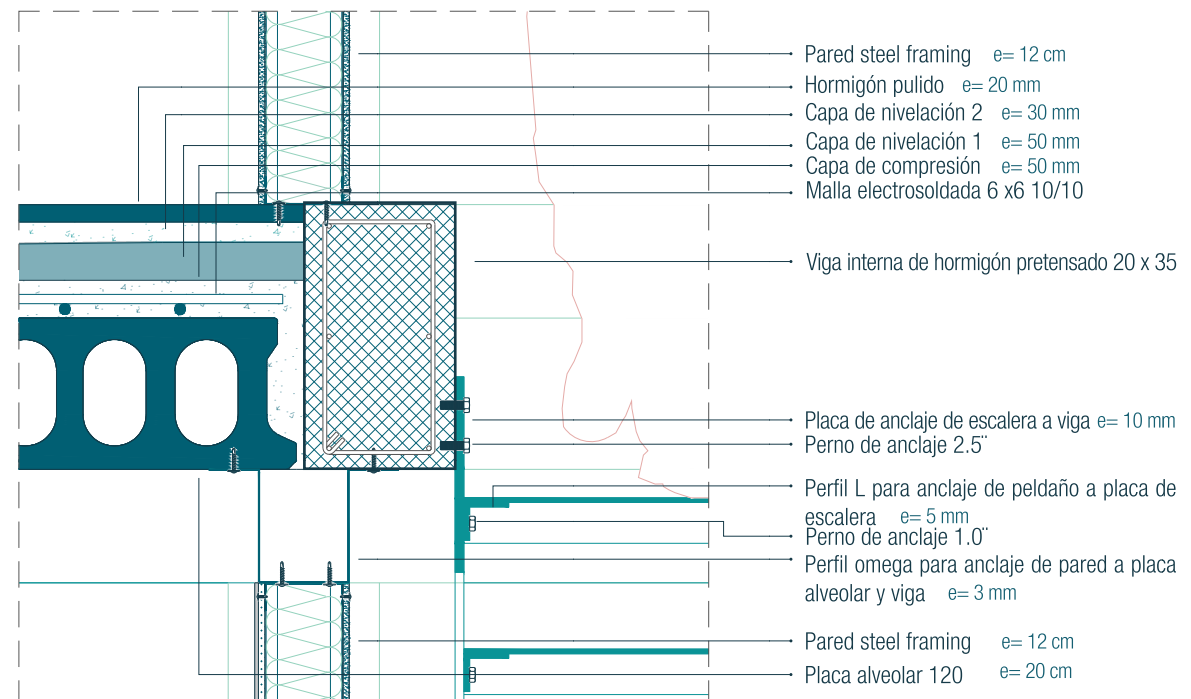 Pared steel framing e= 12 cm
Hormigón pulido e= 20 mm
Capa de nivelación 2 e= 30 mm
Capa de nivelación 1 e= 50 mm
Capa de compresión e= 50 mm
Malla electrosoldada 6 x6 10/10
Viga interna de hormigón pretensado 20 x 35
Placa de anclaje de escalera a viga e= 10 mm
Perno de anclaje 2.5¨
Perfil L para anclaje de peldaño a placa de
escalera e= 5 mm
Perno de anclaje 1.0¨
Perfil omega para anclaje de pared a placa
alveolar y viga e= 3 mm
Pared steel framing e= 12 cm
Placa alveolar 120 e= 20 cm